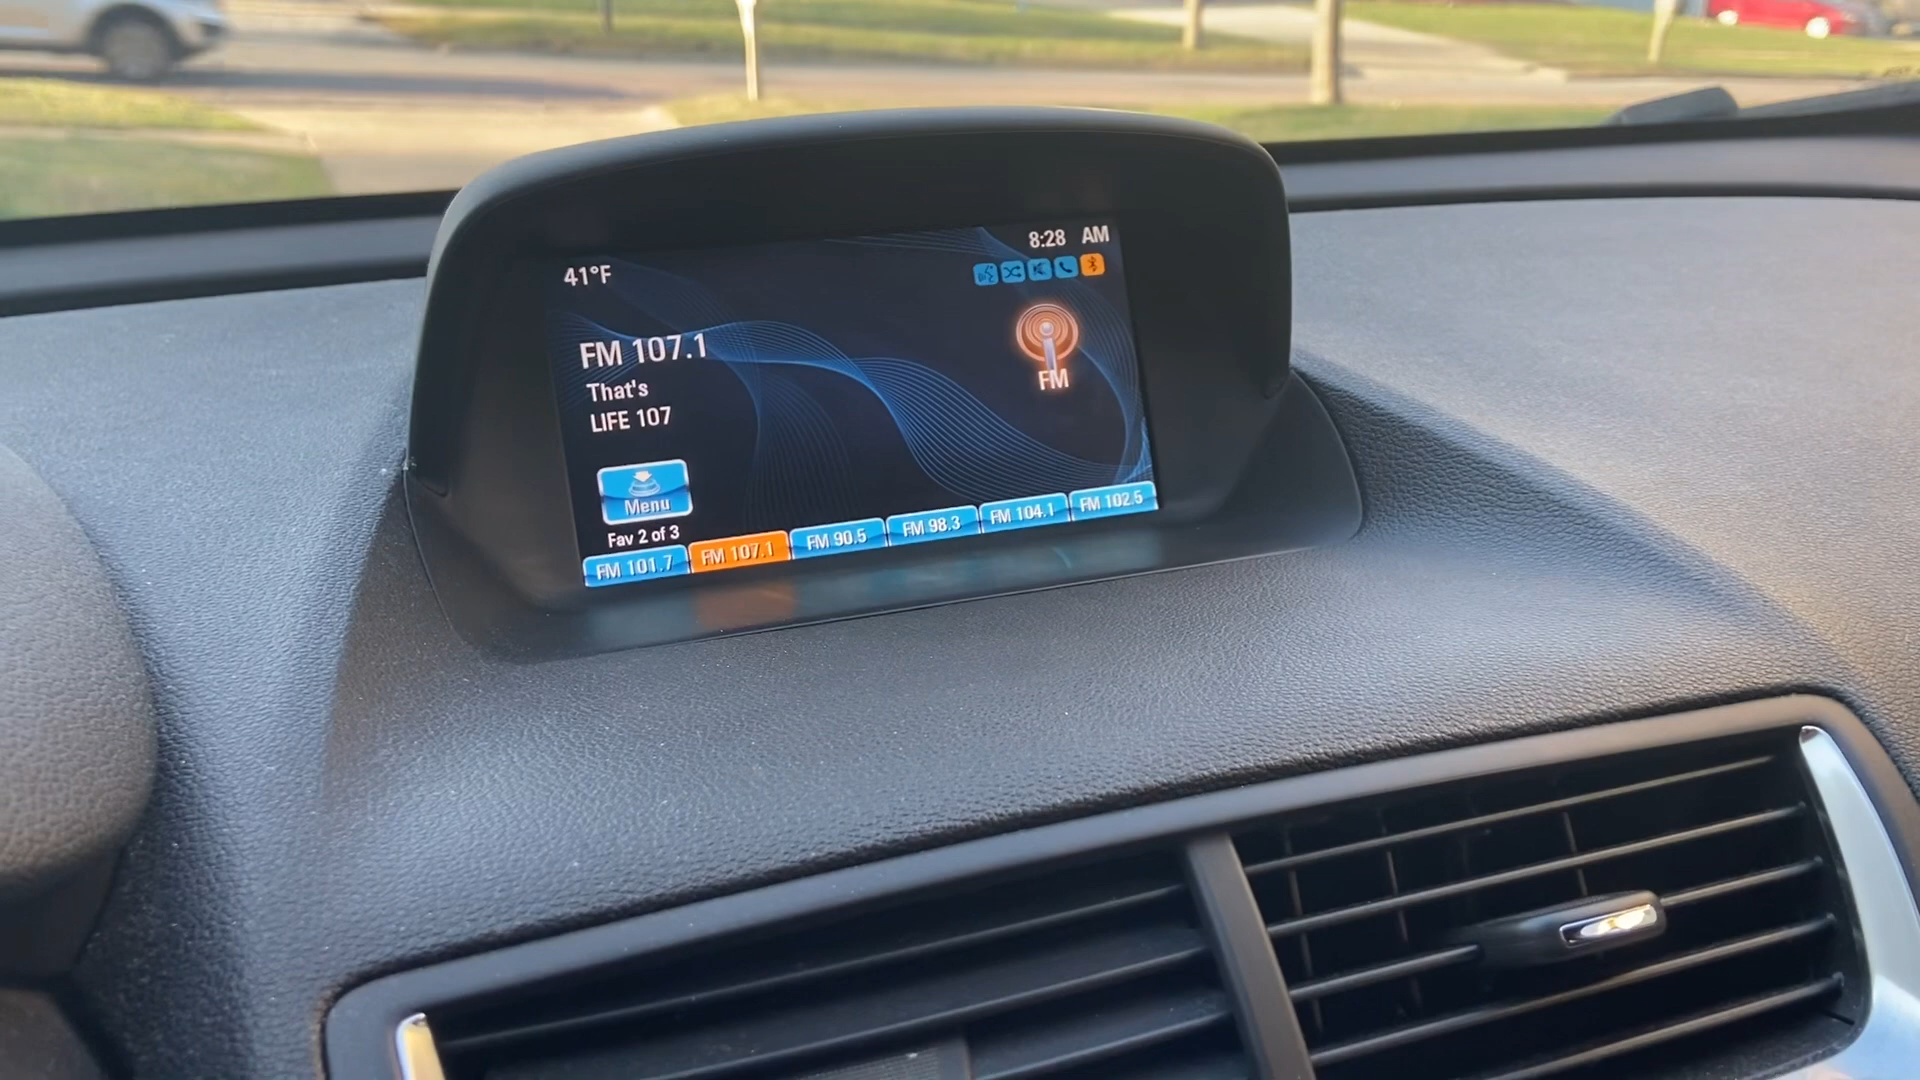 8:28 AM
41°F
FM 107.1
That's
LIFE 107
FM
Menu
Fav 2 of 3
FM 101.7 FM 107.1 FM 90.5 FM 98.3 FM 104.1 FM 102.5